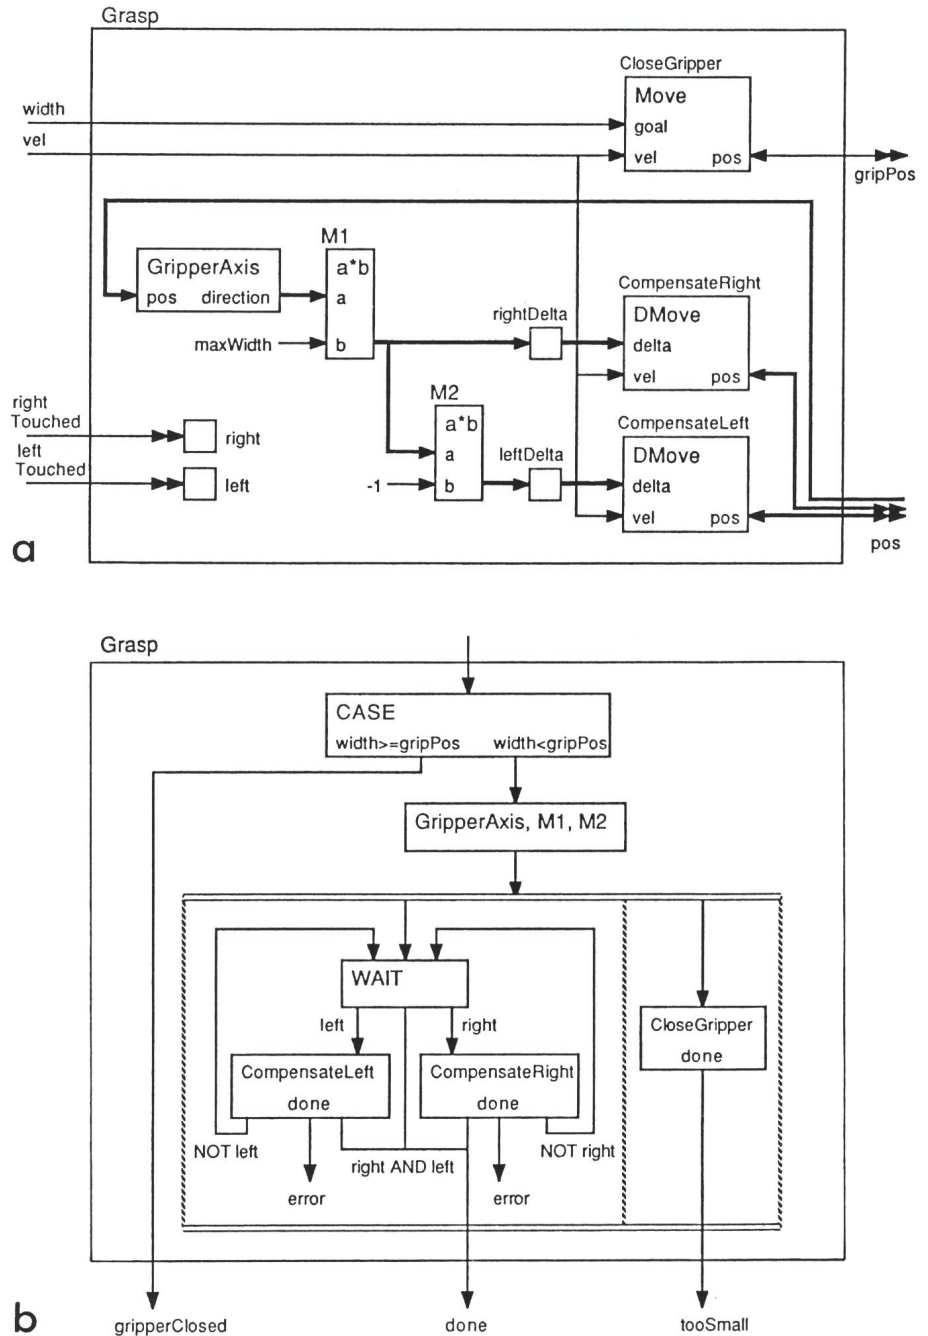 Grasp
CloseGripper
Move
width
goal
vel
vel pos
gripPos
M1
GripperAxis
a*b
pos direction
a
CompensateRight
rightDelta
DMove
maxWidth
b
delta
vel pos
M2
right
Touched
a*b
CompensateLeft
right
left
Touched
a
leftDelta
DMove
left
-1
b
delta
vel pos
a
pos
Grasp
CASE
width>=gripPos width<gripPos
GripperAxis, M1, M2
WAIT
left right
CloseGripper
done
CompensateLeft CompensateRight
done done
NOT left right AND left NOT right
error error
b
gripperClosed done tooSmall